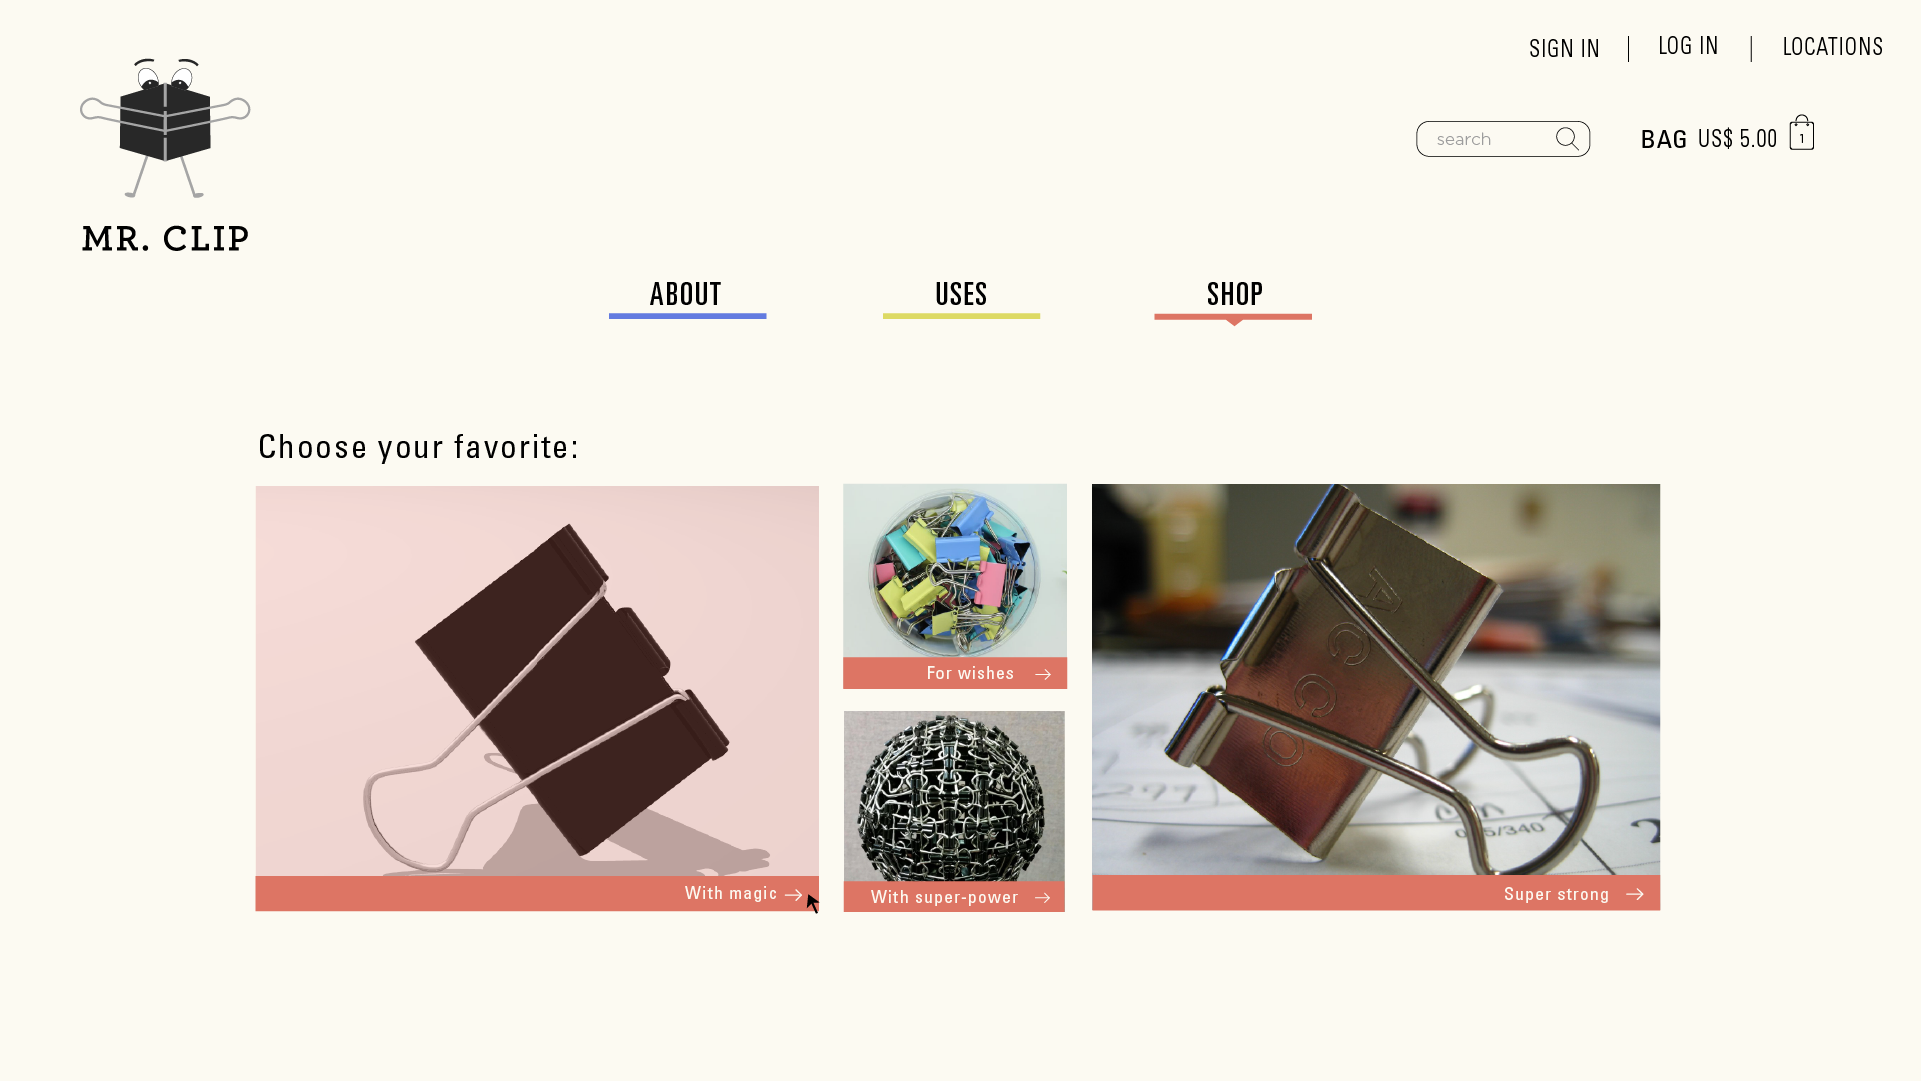 SIGN IN | LOG IN | LOCATIONS
search
BAG US$ 5.00 1
MR. CLIP
ABOUT USES SHOP
Choose your favorite:
For wishes →
ACCO
With magic →
With super-power →
Super strong →